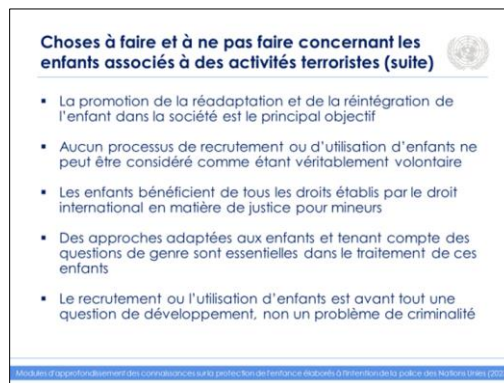 Choses à faire et à ne pas faire concernant les
enfants associés à des activités terroristes (suite)
▪ La promotion de la réadaptation et de la réintégration de
l'enfant dans la société est le principal objectif
▪ Aucun processus de recrutement ou d'utilisation d'enfants ne
peut être considéré comme étant véritablement volontaire
▪ Les enfants bénéficient de tous les droits établis par le droit
international en matière de justice pour mineurs
▪ Des approches adaptées aux enfants et tenant compte des
questions de genre sont essentielles dans le traitement de ces
enfants
▪ Le recrutement ou l'utilisation d'enfants est avant tout une
question de développement, non un problème de criminalité
Modules d'approfondissement des connaissances sur la protection de l'enfance élaborés à l'intention de la police des Nations Unies